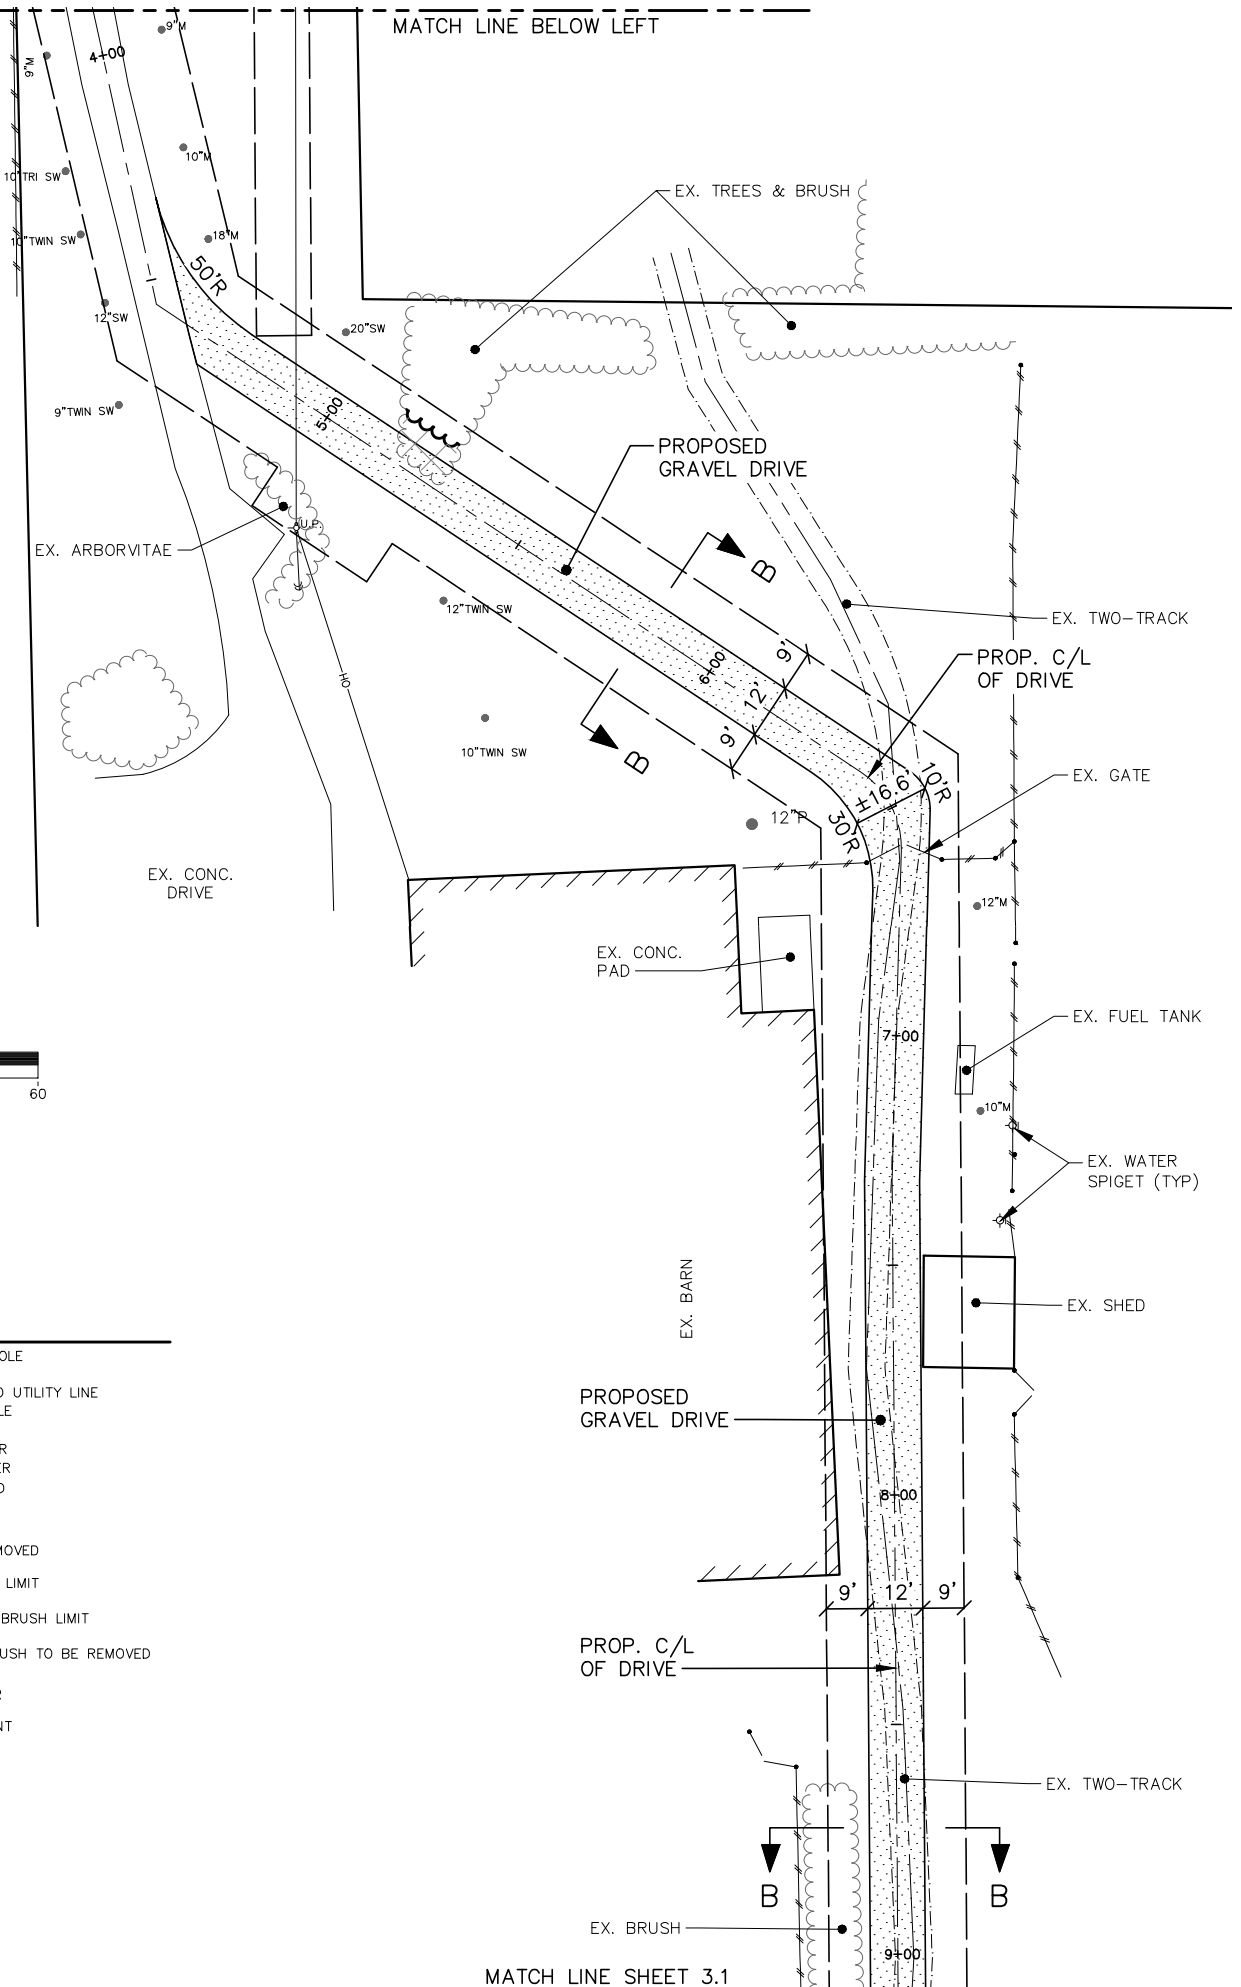 MATCH LINE BELOW LEFT
9"M
4+00
9"M
10"M
10"TRI SW
EX. TREES & BRUSH
10"TWIN SW
18"M
50'R
12"SW
20"SW
9"TWIN SW
5+00
PROPOSED
GRAVEL DRIVE
U.P.
EX. ARBORVITAE
B
12"TWIN SW
EX. TWO-TRACK
HO
9'
PROP. C/L
OF DRIVE
6+00
12'
9'
B
10"TWIN SW
±16.6'
10'R
EX. GATE
12"P
30'R
EX. CONC.
DRIVE
12"M
EX. CONC.
PAD
EX. FUEL TANK
7+00
60
10"M
EX. WATER
SPIGET (TYP)
EX. BARN
EX. SHED
OLE
UTILITY LINE
LE
PROPOSED
GRAVEL DRIVE
R
ER
8+00
MOVED
LIMIT
9' 12' 9'
BRUSH LIMIT
PROP. C/L
OF DRIVE
USH TO BE REMOVED
NT
EX. TWO-TRACK
B B
EX. BRUSH
9+00
MATCH LINE SHEET 3.1